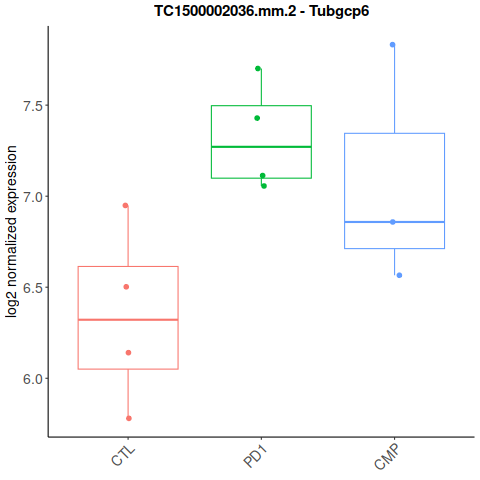 TC1500002036.mm.2 - Tubgcp6
log2 normalized expression
7.5
7.0
6.5
6.0
CTL
PD1
CMP